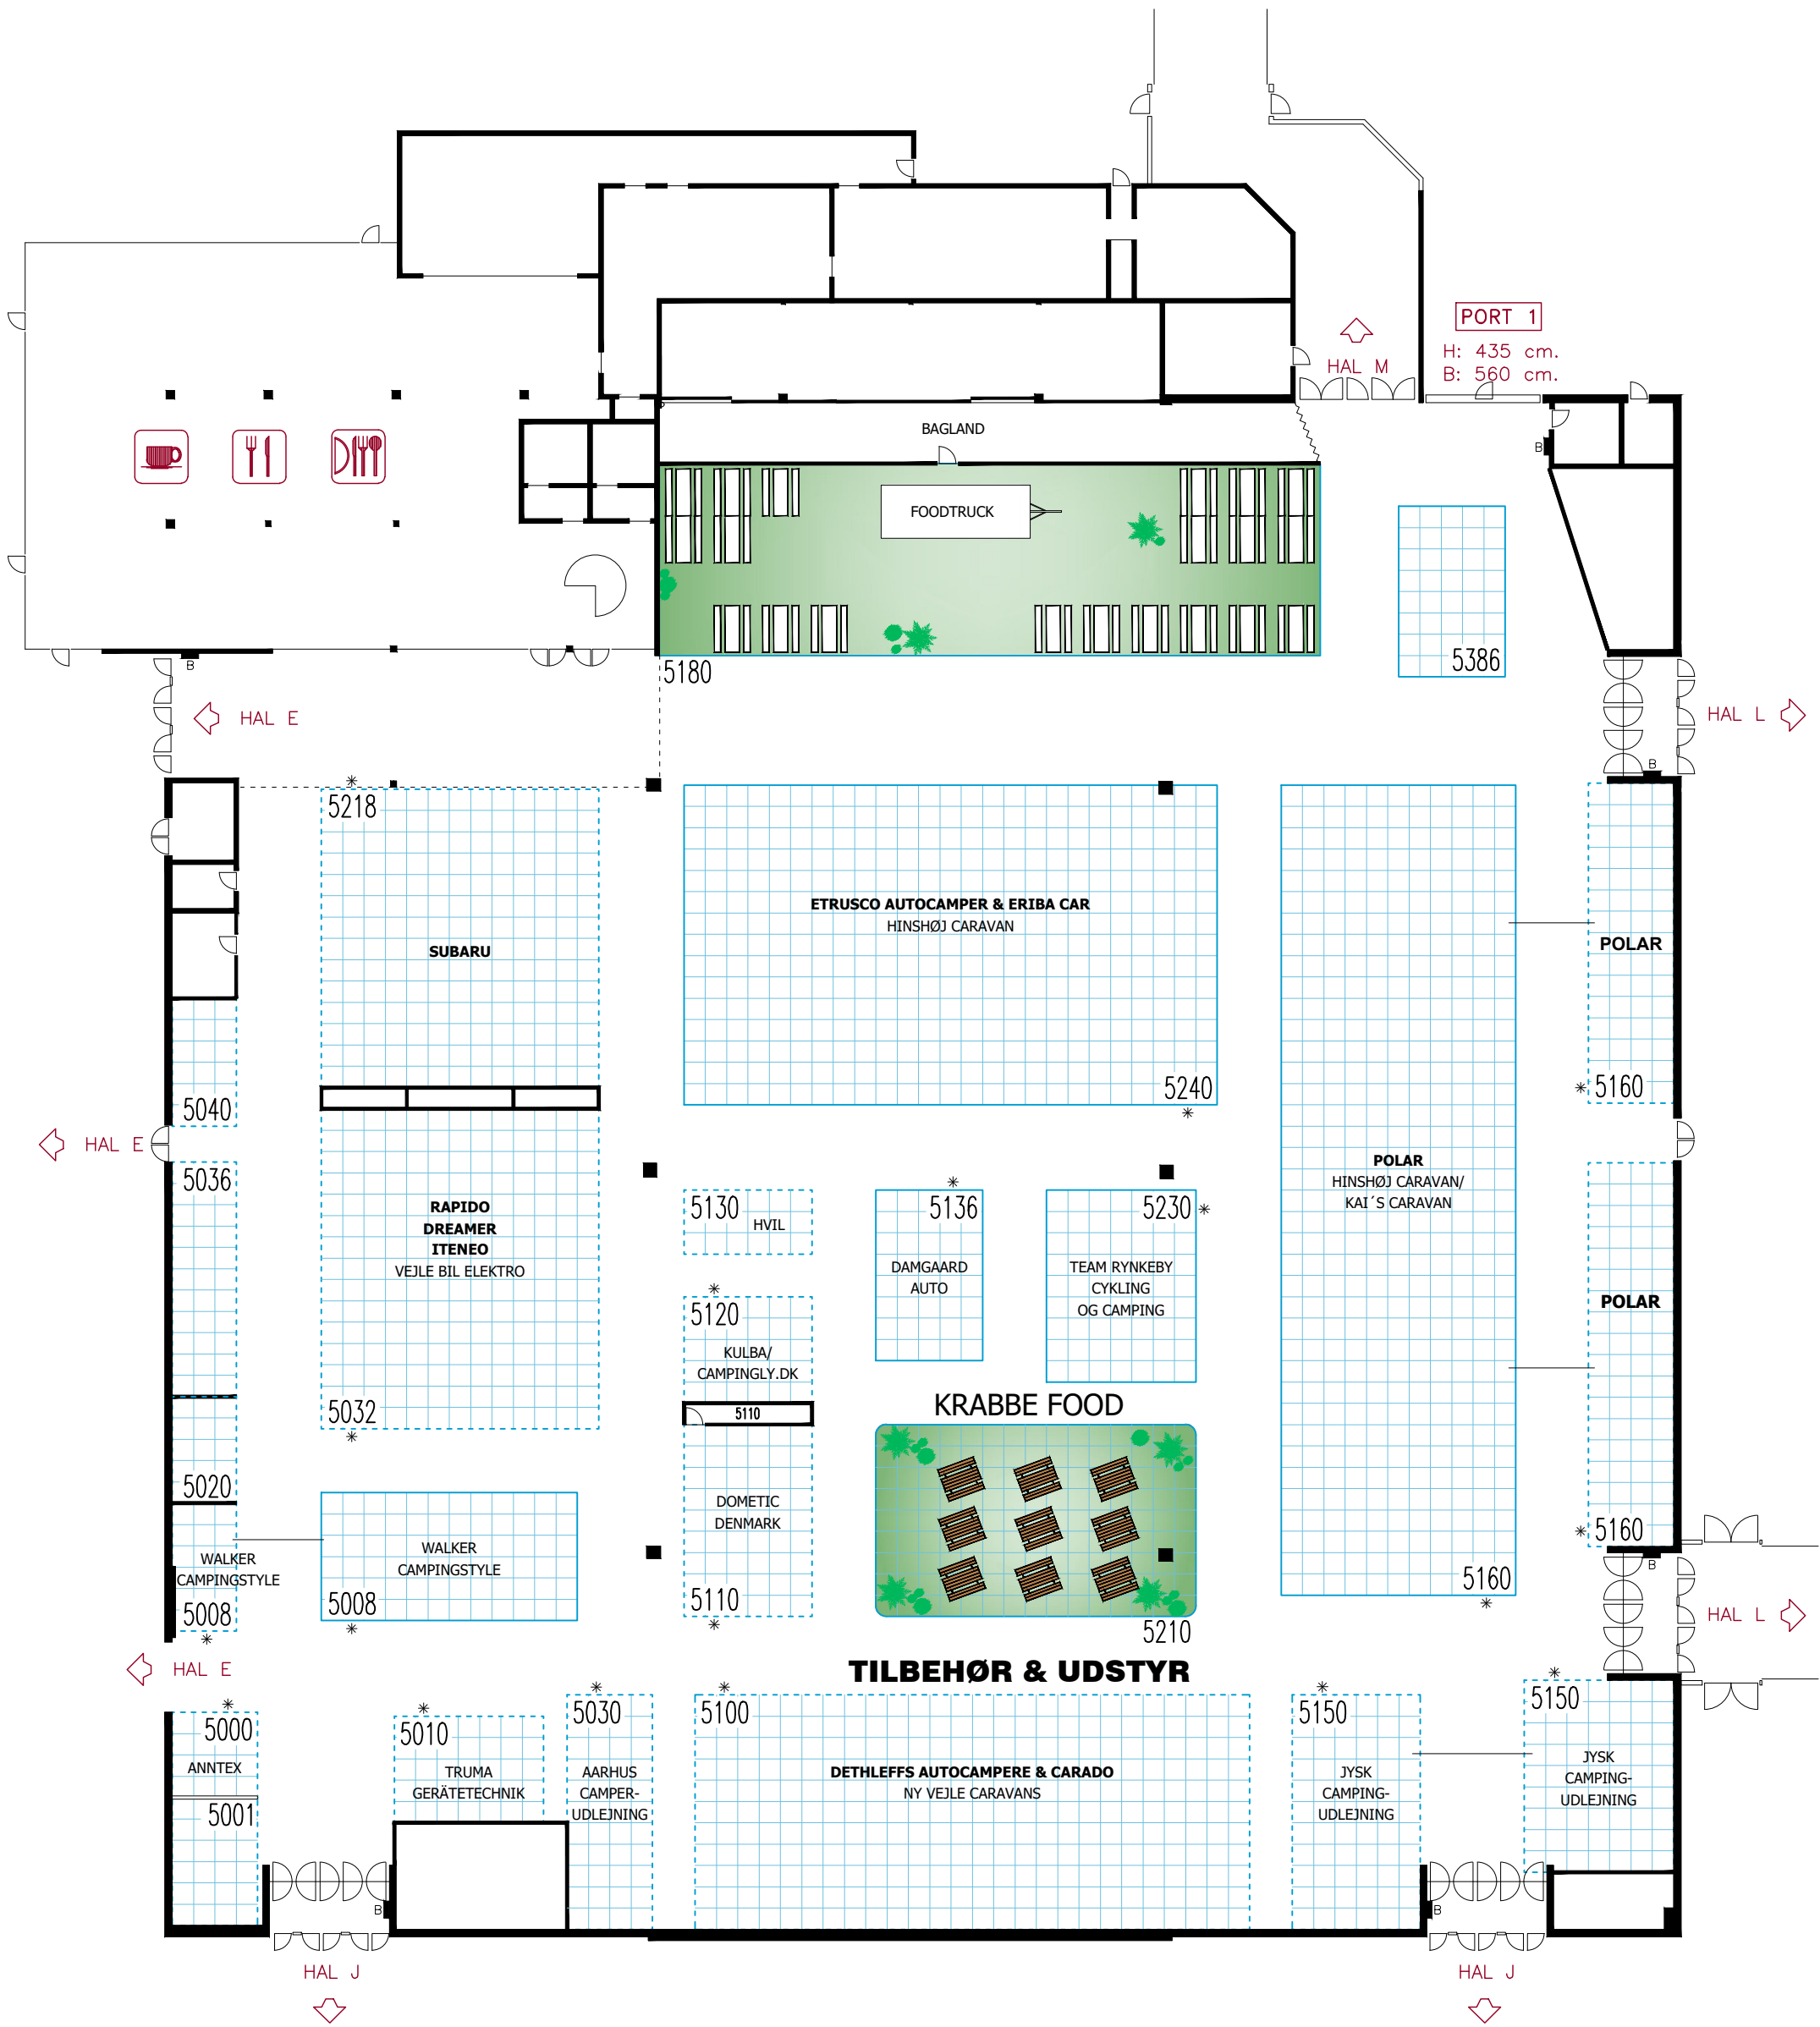 PORT 1
H: 435 cm.
B: 560 cm.
HAL M
BAGLAND
B
FOODTRUCK
5386
5180
B
HAL E
HAL L
B
5218
SUBARU
ETRUSCO AUTOCAMPER & ERIBA CAR
HINSHØJ CARAVAN
5240
POLAR
5160
5040
HAL E
5036
RAPIDO
DREAMER
ITENEO
VEJLE BIL ELEKTRO
5032
5130
HVIL
5136
DAMGAARD
AUTO
5230
TEAM RYNKEBY
CYKLING
OG CAMPING
POLAR
HINSHØJ CARAVAN/
KAI´S CARAVAN
5160
POLAR
5160
B
5120
KULBA/
CAMPINGLY.DK
5110
DOMETIC
DENMARK
5110
KRABBE FOOD
5210
5020
WALKER
CAMPINGSTYLE
5008
WALKER
CAMPINGSTYLE
5008
HAL E
HAL L
TILBEHØR & UDSTYR
5000
ANNTEX
5001
5010
TRUMA
GERÄTETECHNIK
5030
AARHUS
CAMPER-
UDLEJNING
5100
DETHLEFFS AUTOCAMPERE & CARADO
NY VEJLE CARAVANS
5150
JYSK
CAMPING-
UDLEJNING
5150
JYSK
CAMPING-
UDLEJNING
B
B
HAL J
HAL J